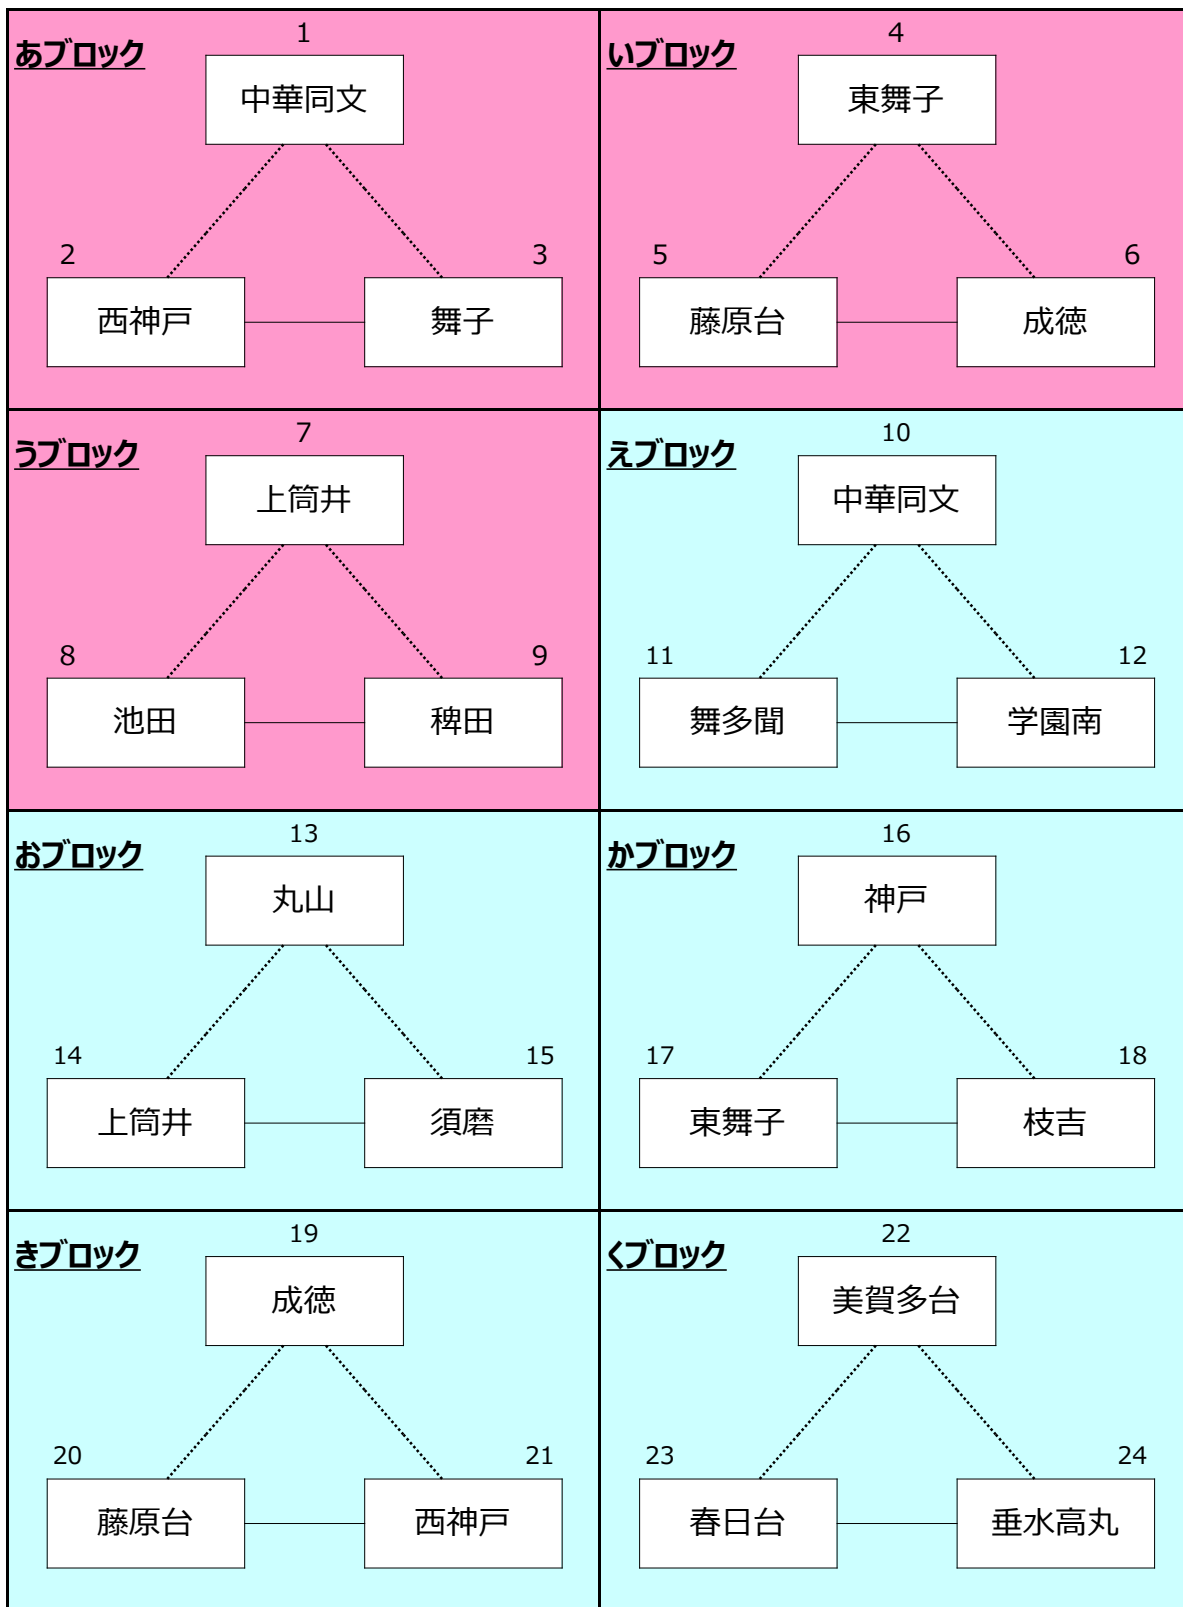 あブロック
1
中華同文
2
3
西神戸
舞子
いブロック
4
東舞子
5
6
藤原台
成徳
うブロック
7
上筒井
8
9
池田
稗田
えブロック
10
中華同文
11
12
舞多聞
学園南
おブロック
13
丸山
14
15
上筒井
須磨
かブロック
16
神戸
17
18
東舞子
枝吉
きブロック
19
成徳
20
21
藤原台
西神戸
くブロック
22
美賀多台
23
24
春日台
垂水高丸